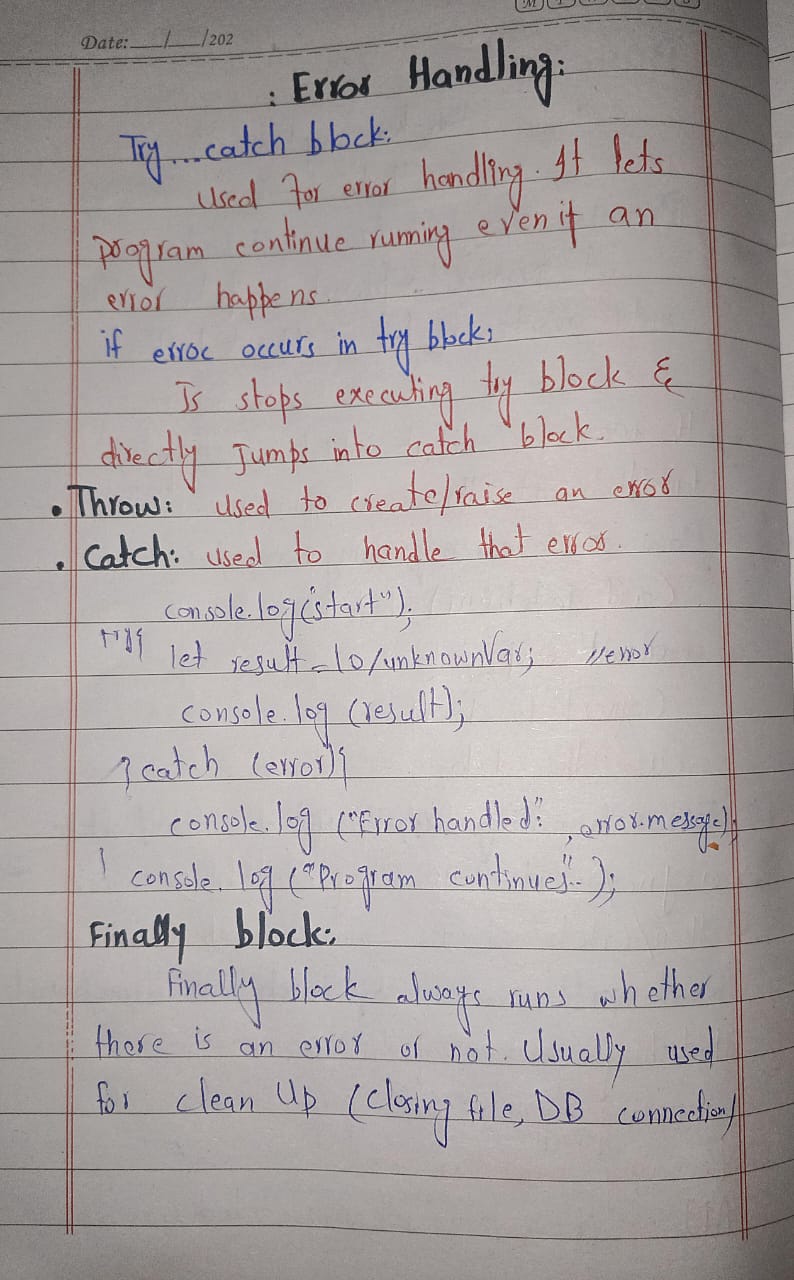 Date: __/__/202
: Error Handling:
Try...catch block:
Used for error handling. It lets
program continue running even if an
error happens.
if error occurs in try block:
Is stops executing try block &
directly Jumps into catch block.
• Throw: used to create/raise an error
• Catch: used to handle that error.
console.log("start");
try{
let result = 10/unknownVar; //error
console.log (result);
} catch (error){
console.log ("Error handled:", error.message);
} console.log ("Program continues..");
Finally block:
Finally block always runs whether
there is an error or not. Usually used
for clean Up (Closing file, DB connection)